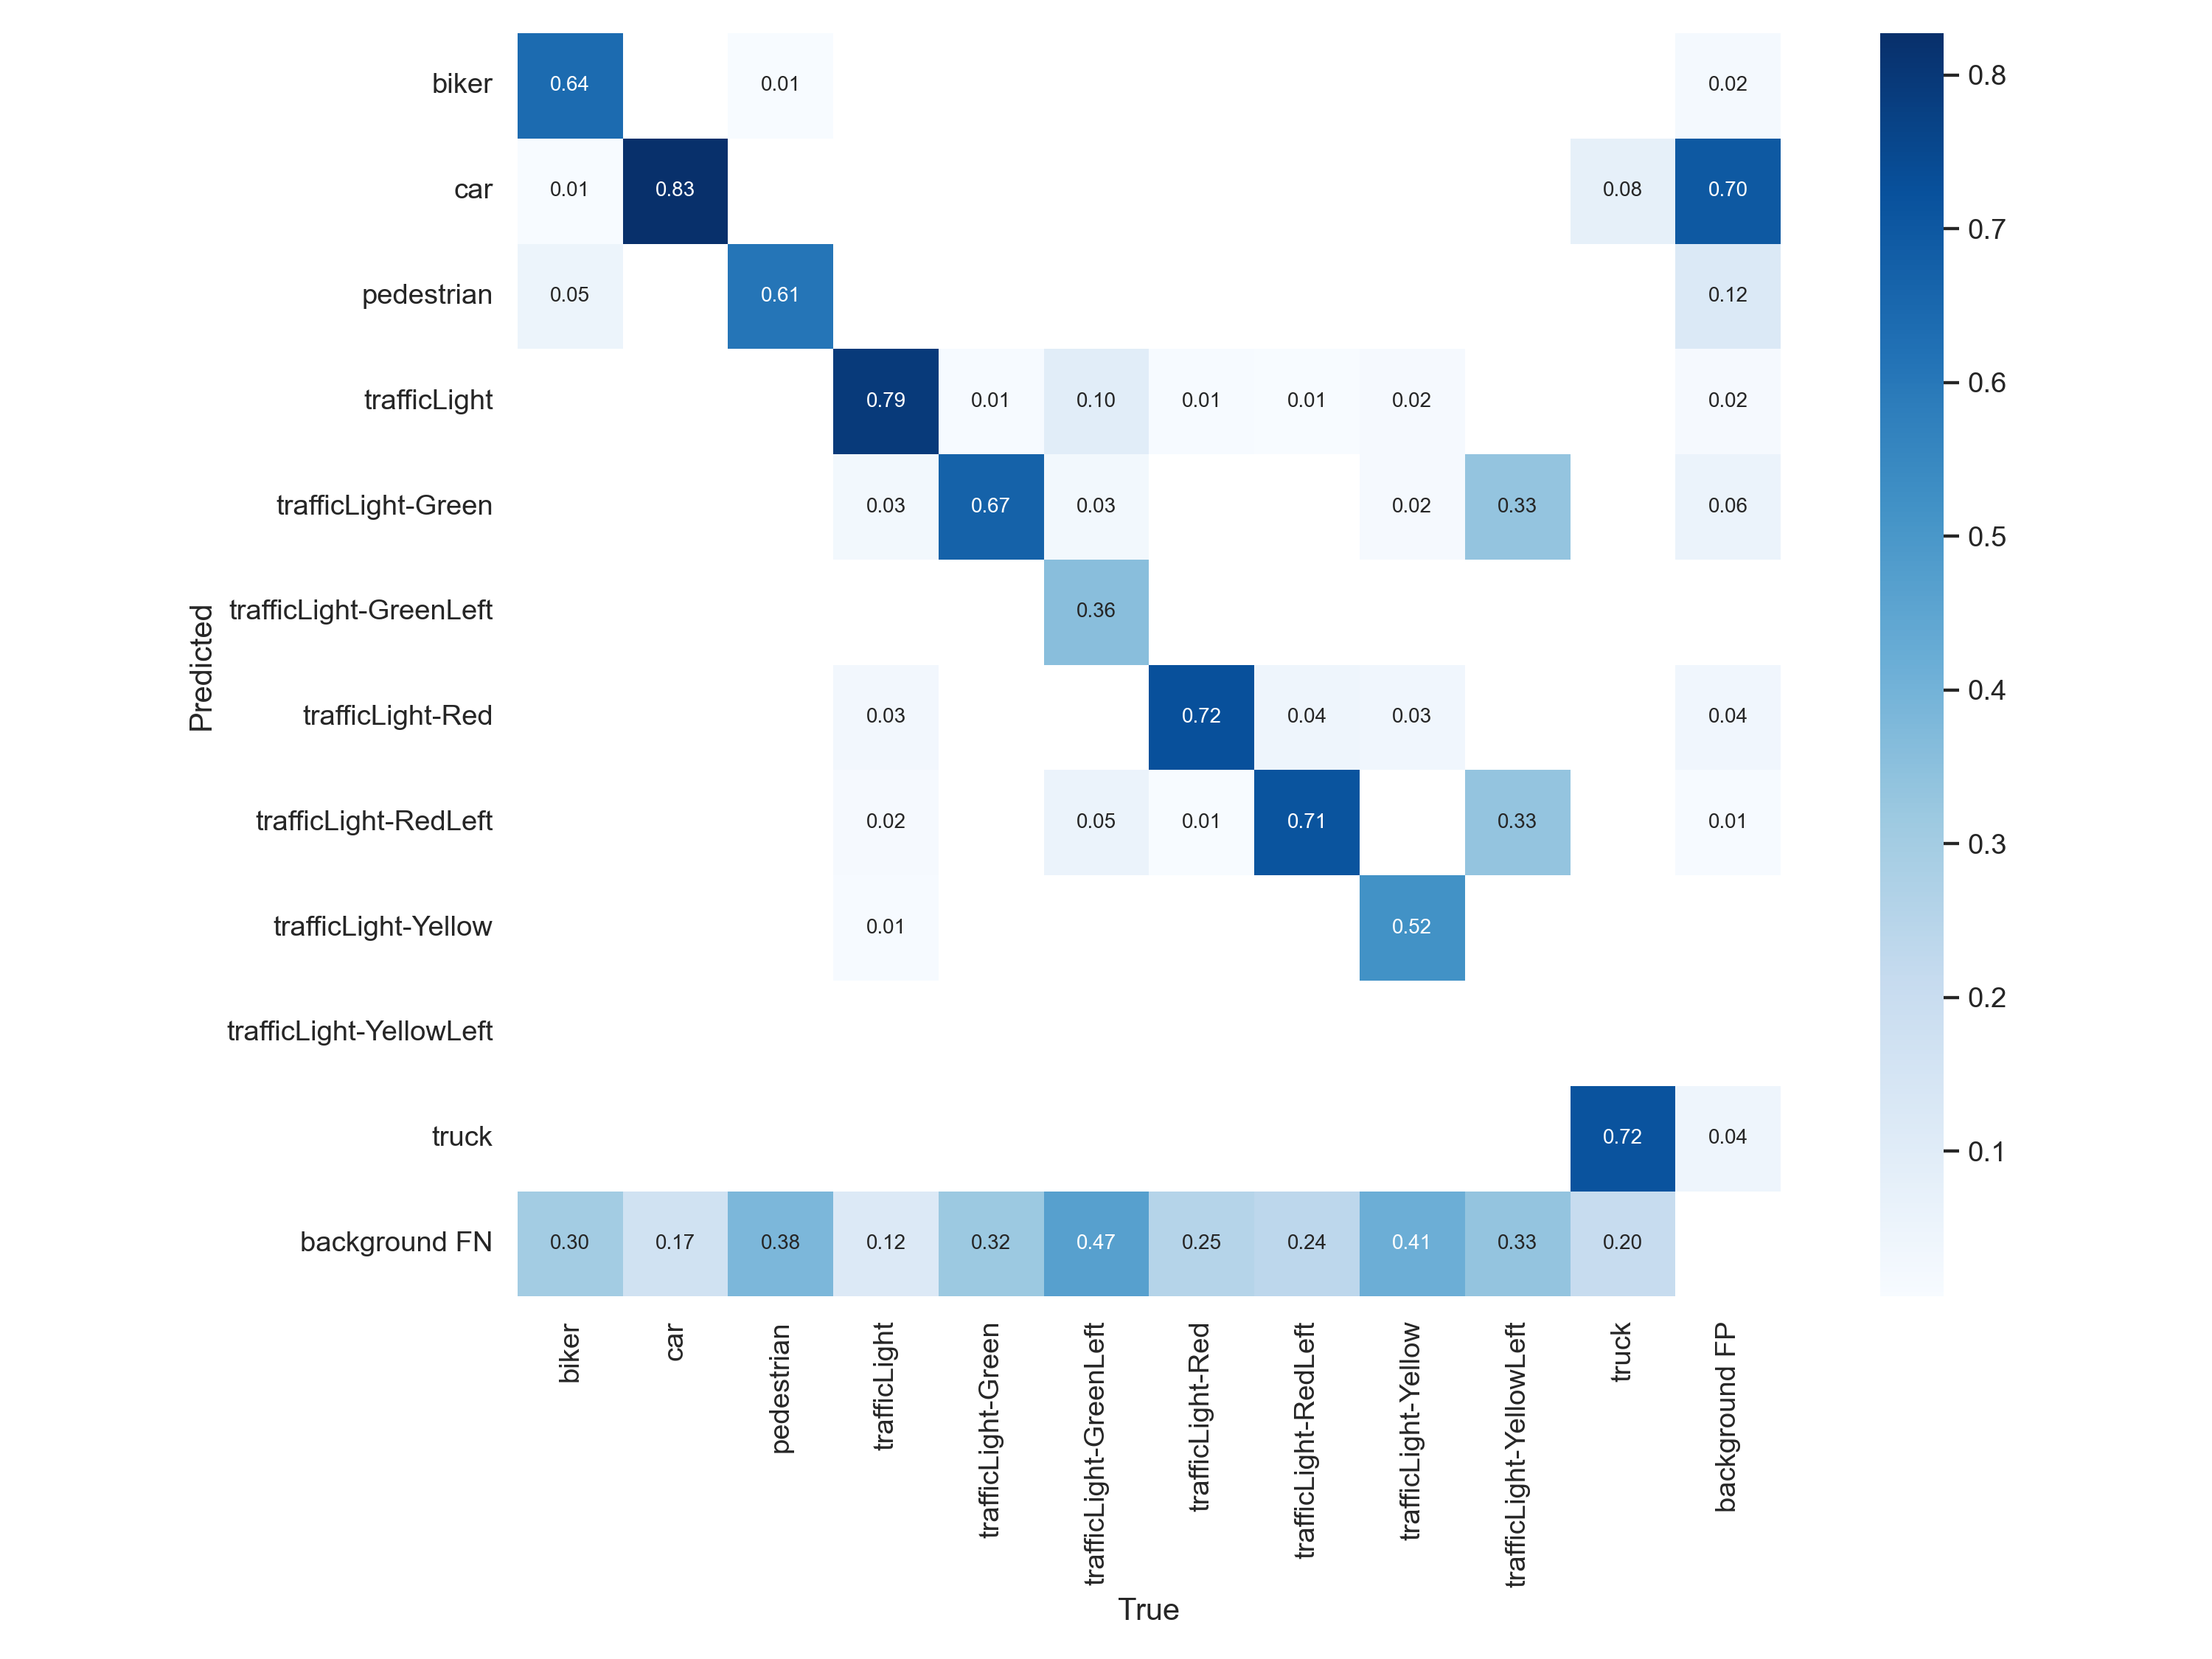 biker 0.64 0.01 0.02 0.8
car 0.01 0.83 0.08 0.70 0.7
pedestrian 0.05 0.61 0.12 0.6
trafficLight 0.79 0.01 0.10 0.01 0.01 0.02 0.02
trafficLight-Green 0.03 0.67 0.03 0.02 0.33 0.06 0.5
trafficLight-GreenLeft 0.36
Predicted
trafficLight-Red 0.03 0.72 0.04 0.03 0.04 0.4
trafficLight-RedLeft 0.02 0.05 0.01 0.71 0.33 0.01 0.3
trafficLight-Yellow 0.01 0.52
trafficLight-YellowLeft 0.2
truck 0.72 0.04 0.1
background FN 0.30 0.17 0.38 0.12 0.32 0.47 0.25 0.24 0.41 0.33 0.20
biker
car
pedestrian
trafficLight
trafficLight-Green
trafficLight-GreenLeft
trafficLight-Red
trafficLight-RedLeft
trafficLight-Yellow
trafficLight-YellowLeft
truck
background FP
True